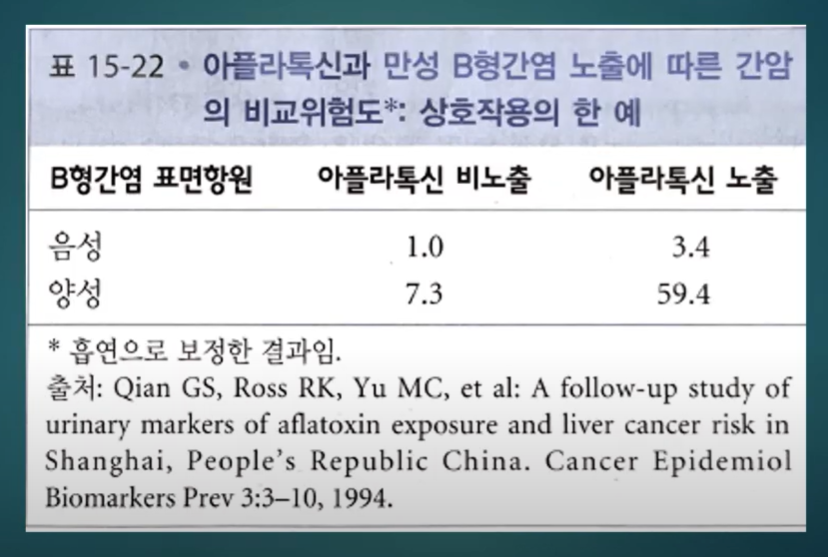 표 15-22 • 아플라톡신과 만성 B형간염 노출에 따른 간암
의 비교위험도*: 상호작용의 한 예
B형간염 표면항원 아플라톡신 비노출 아플라톡신 노출
음성 1.0 3.4
양성 7.3 59.4
* 흡연으로 보정한 결과임.
출처: Qian GS, Ross RK, Yu MC, et al: A follow-up study of
urinary markers of aflatoxin exposure and liver cancer risk in
Shanghai, People's Republic China. Cancer Epidemiol
Biomarkers Prev 3:3–10, 1994.